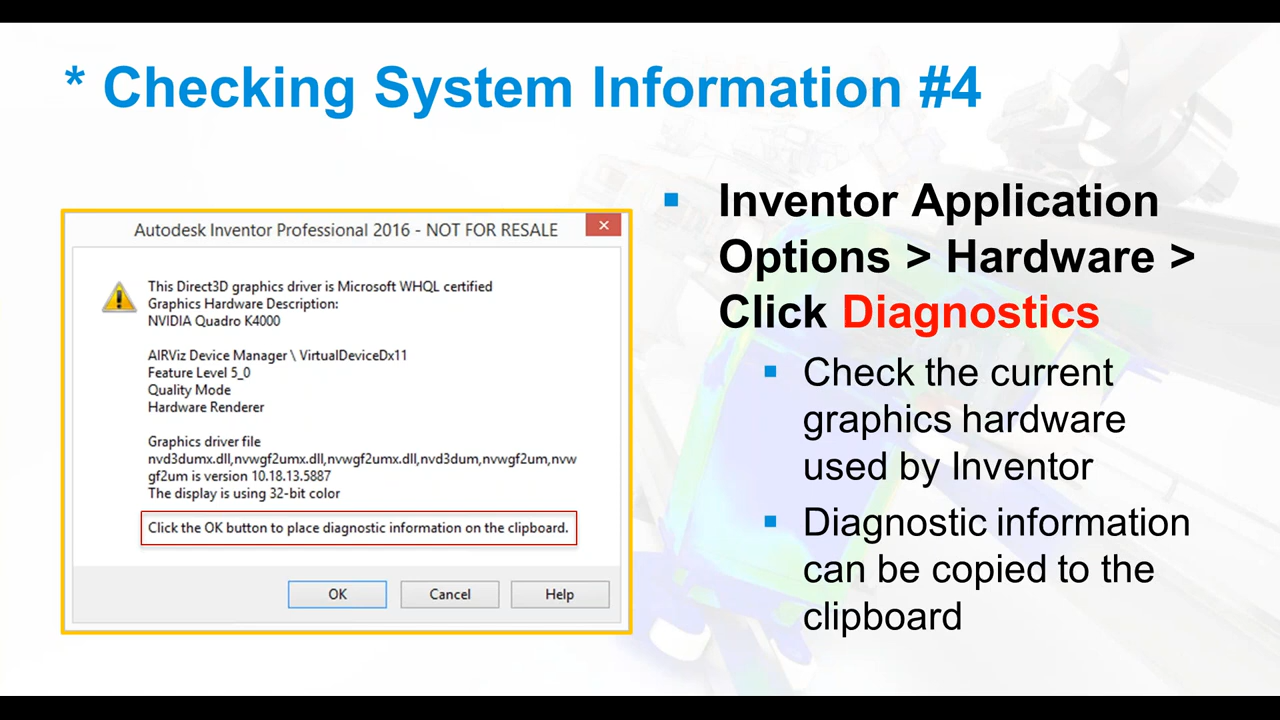 * Checking System Information #4
Autodesk Inventor Professional 2016 - NOT FOR RESALE
This Direct3D graphics driver is Microsoft WHQL certified
Graphics Hardware Description:
NVIDIA Quadro K4000
AIRViz Device Manager \ VirtualDeviceDx11
Feature Level 5_0
Quality Mode
Hardware Renderer
Graphics driver file
nvd3dumx.dll,nvwgf2umx.dll,nvwgf2umx.dll,nvd3dum,nvwgf2um,nvw
gf2um is version 10.18.13.5887
The display is using 32-bit color
Click the OK button to place diagnostic information on the clipboard.
OK
Cancel
Help
Inventor Application
Options > Hardware >
Click Diagnostics
Check the current
graphics hardware
used by Inventor
Diagnostic information
can be copied to the
clipboard